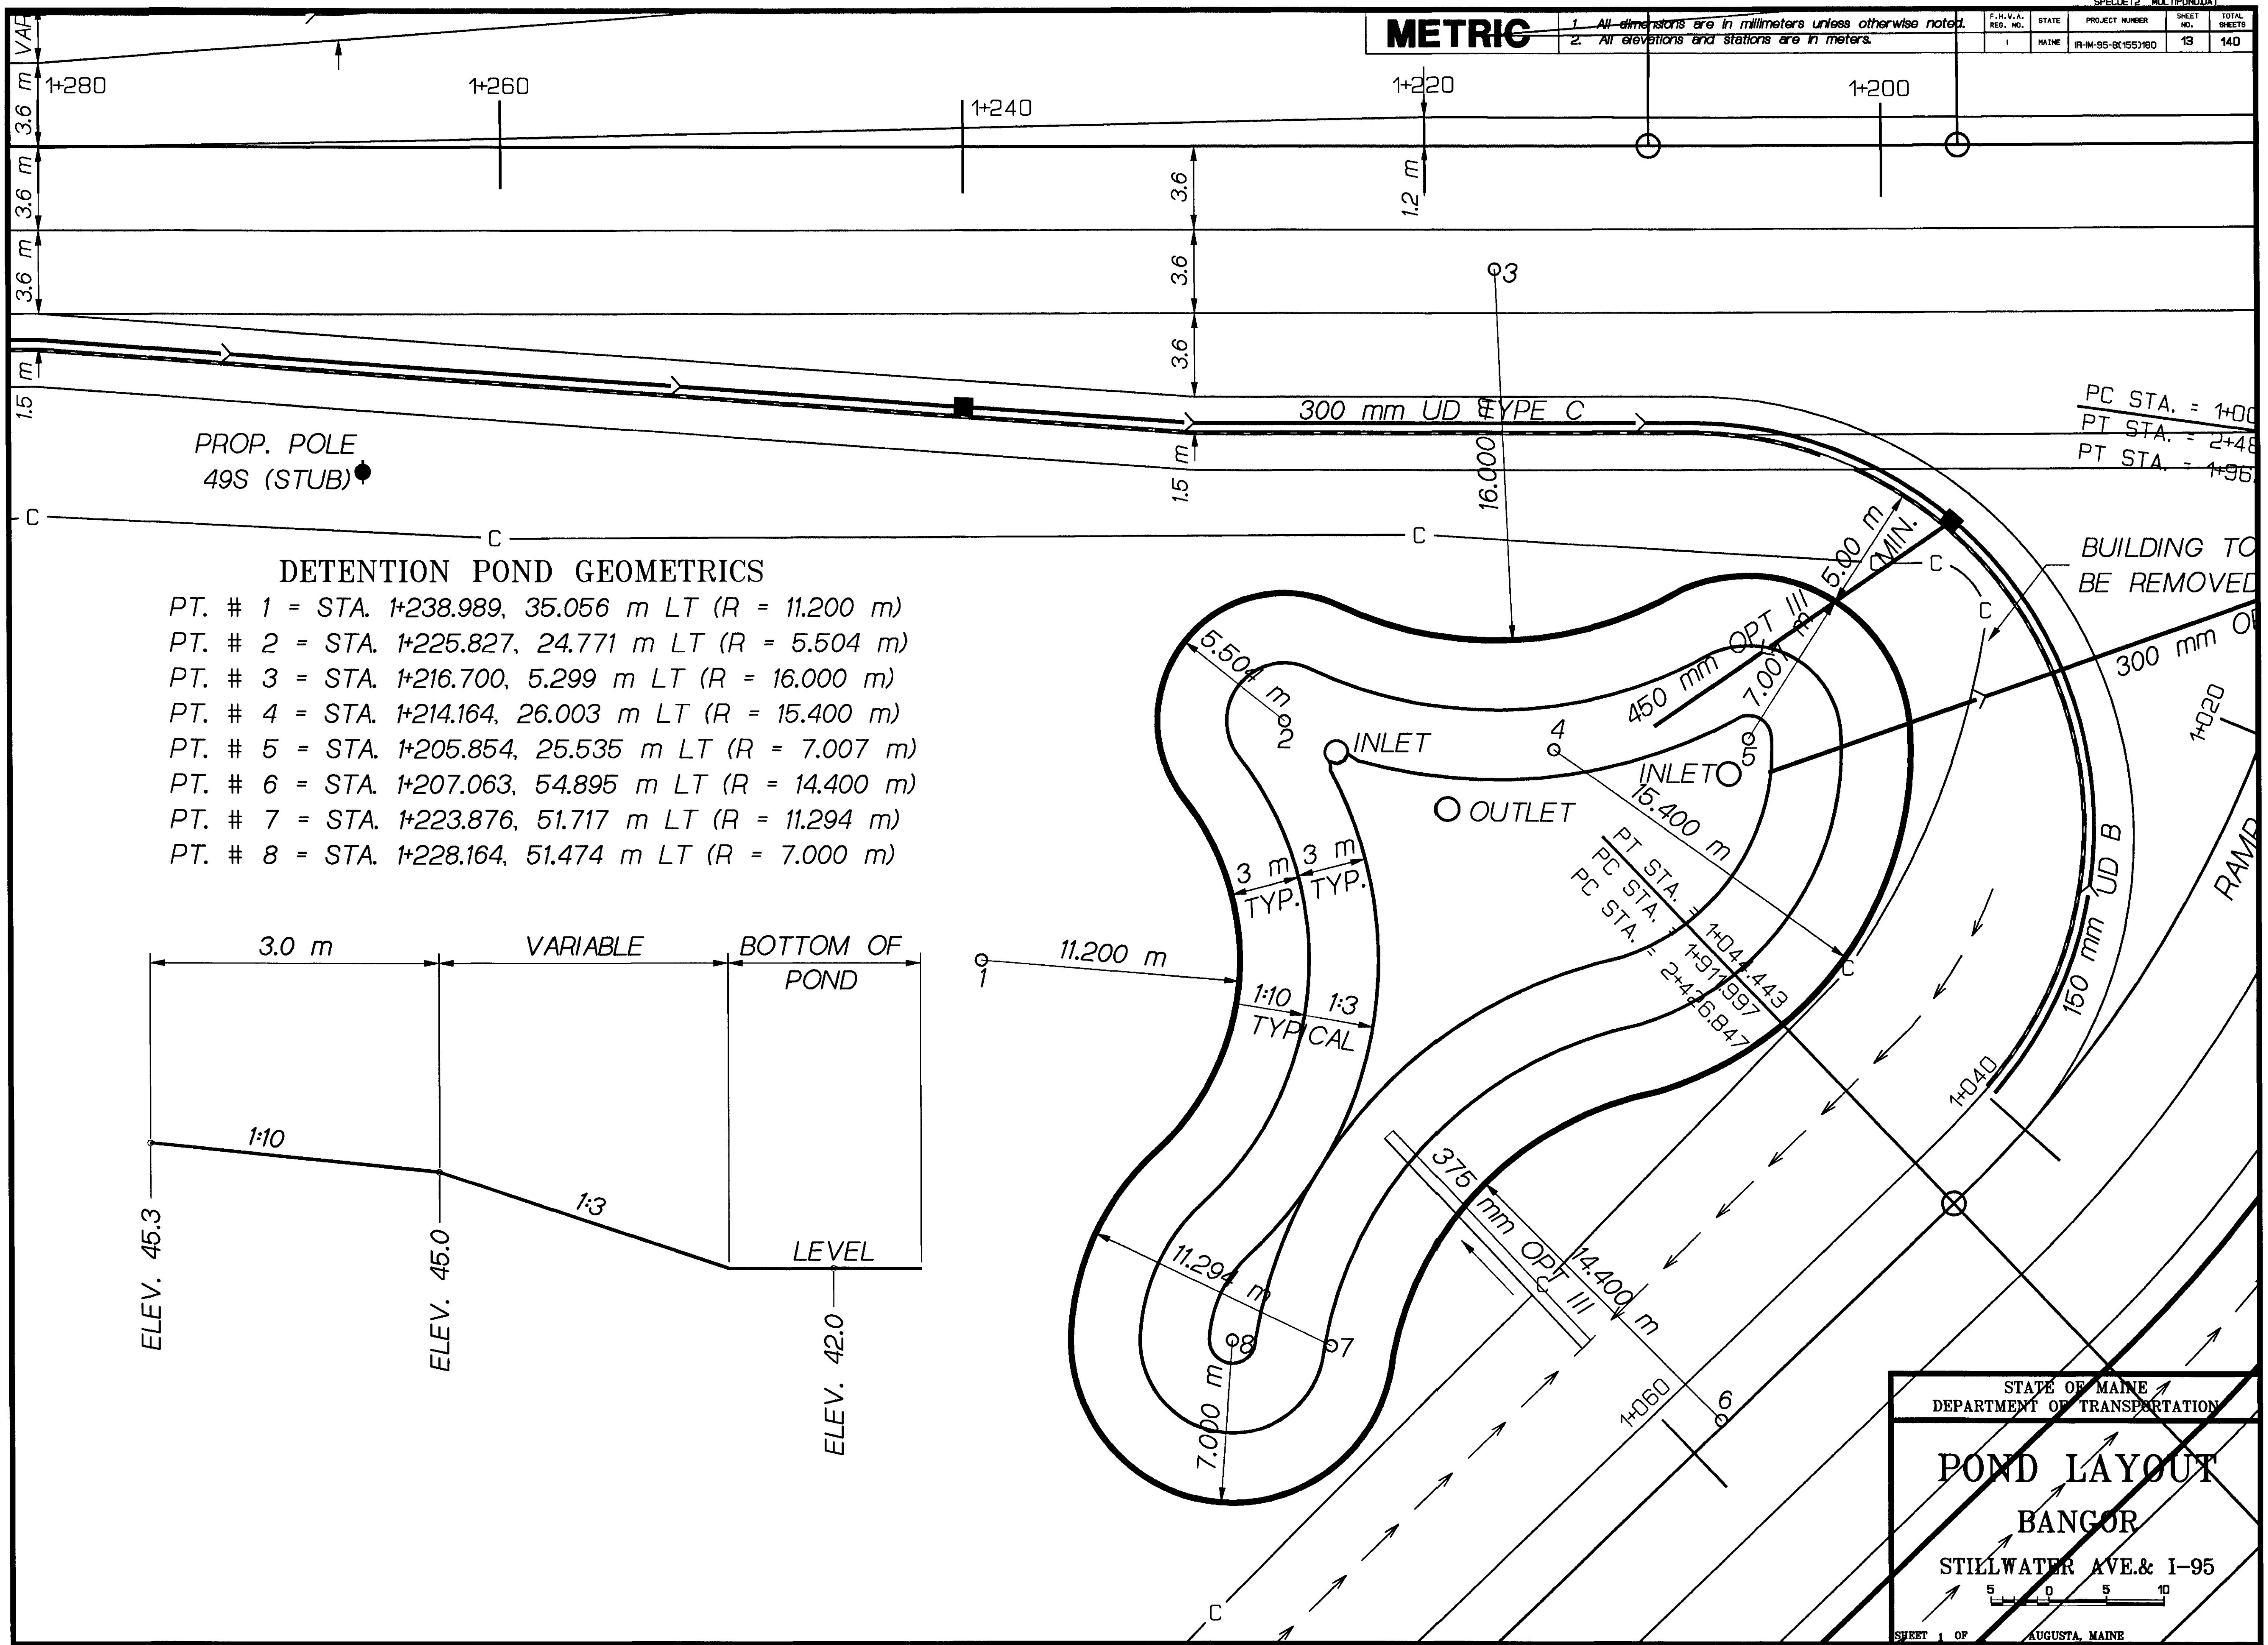 SPECDET2 MULTIPOND.DAT
METRIC
1. All dimensions are in millimeters unless otherwise noted.
2. All elevations and stations are in meters.
F.H.W.A. REG. NO.
STATE
PROJECT NUMBER
SHEET NO.
TOTAL SHEETS
1
MAINE
IR-IM-95-8(155)180
13
140
VAR
3.6 m
3.6 m
3.6 m
1.5 m
1+280
1+260
1+240
1+220
1+200
3.6
3.6
3.6
1.2 m
1.5 m
3
16.000
300 mm UD TYPE C
PC STA. = 1+00
PT STA. = 2+48
PT STA. = 1+96
PROP. POLE
49S (STUB)
C
C
C
C
C
C
5.00 m
MIN.
BUILDING TO
BE REMOVED
DETENTION POND GEOMETRICS
PT. # 1 = STA. 1+238.989, 35.056 m LT (R = 11.200 m)
PT. # 2 = STA. 1+225.827, 24.771 m LT (R = 5.504 m)
PT. # 3 = STA. 1+216.700, 5.299 m LT (R = 16.000 m)
PT. # 4 = STA. 1+214.164, 26.003 m LT (R = 15.400 m)
PT. # 5 = STA. 1+205.854, 25.535 m LT (R = 7.007 m)
PT. # 6 = STA. 1+207.063, 54.895 m LT (R = 14.400 m)
PT. # 7 = STA. 1+223.876, 51.717 m LT (R = 11.294 m)
PT. # 8 = STA. 1+228.164, 51.474 m LT (R = 7.000 m)
5.504 m
2
INLET
OUTLET
450 mm OPT III
7.007 m
4
5
INLET
15.400 m
300 mm
1+020
RAMP
150 mm UD B
3 m
TYP.
3 m
TYP.
PT STA. = 1+044.443
PC STA. = 1+911.997
PC STA. = 2+426.847
C
1
11.200 m
1:10
1:3
TYPICAL
1+040
3.0 m
VARIABLE
BOTTOM OF
POND
1:10
1:3
LEVEL
ELEV. 45.3
ELEV. 45.0
ELEV. 42.0
375 mm OPT III
14.400 m
C
11.294 m
8
7
7.000 m
6
1+060
C
STATE OF MAINE
DEPARTMENT OF TRANSPORTATION
POND LAYOUT
BANGOR
STILLWATER AVE.& I-95
5 0 5 10
SHEET 1 OF
AUGUSTA, MAINE